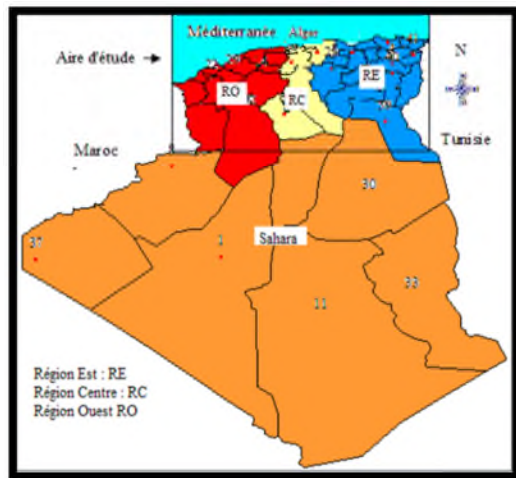 Méditerranée
Alger
Aire d'étude
N
RO
RC
RE
Maroc
Tunisie
30
37
1
Sahara
33
11
Région Est : RE
Région Centre : RC
Région Ouest RO